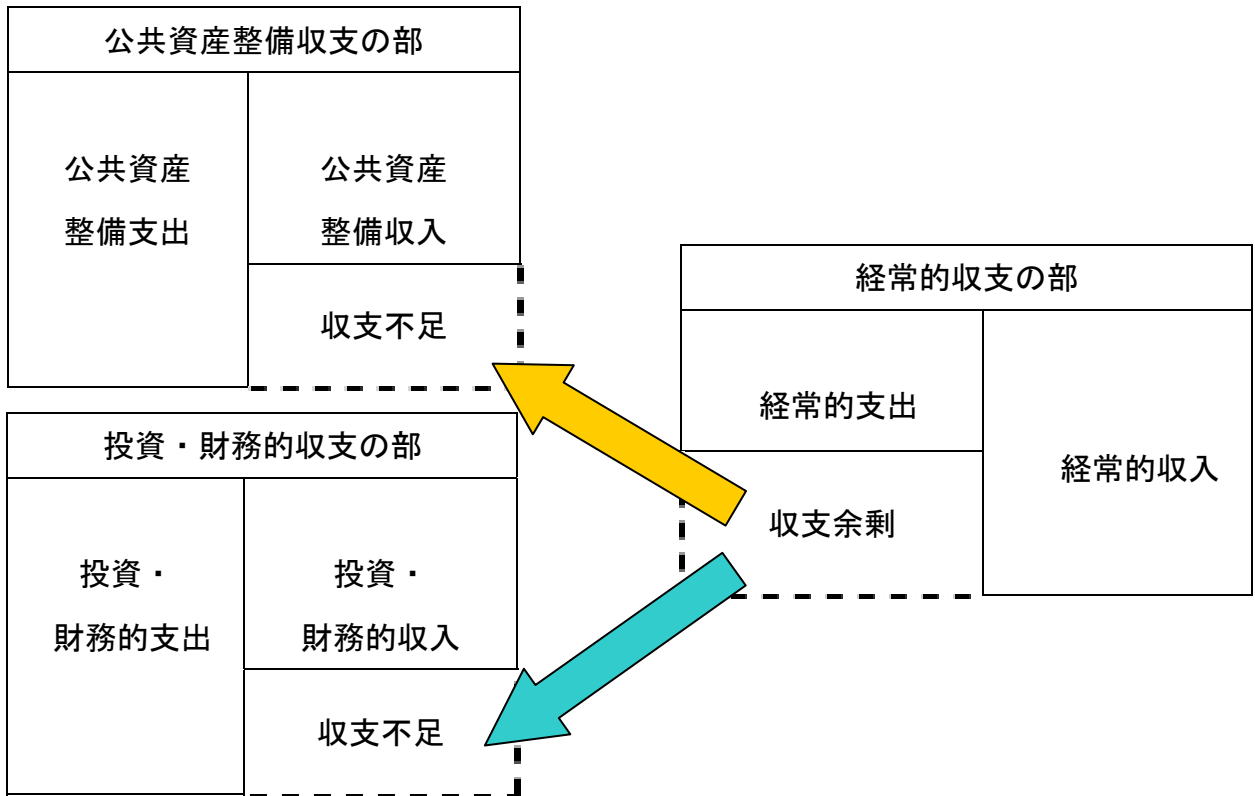 公共資産整備収支の部
公共資産
整備支出
公共資産
整備収入
収支不足
投資・財務的収支の部
投資・
財務的支出
投資・
財務的収入
収支不足
経常的収支の部
経常的支出
収支余剰
経常的収入